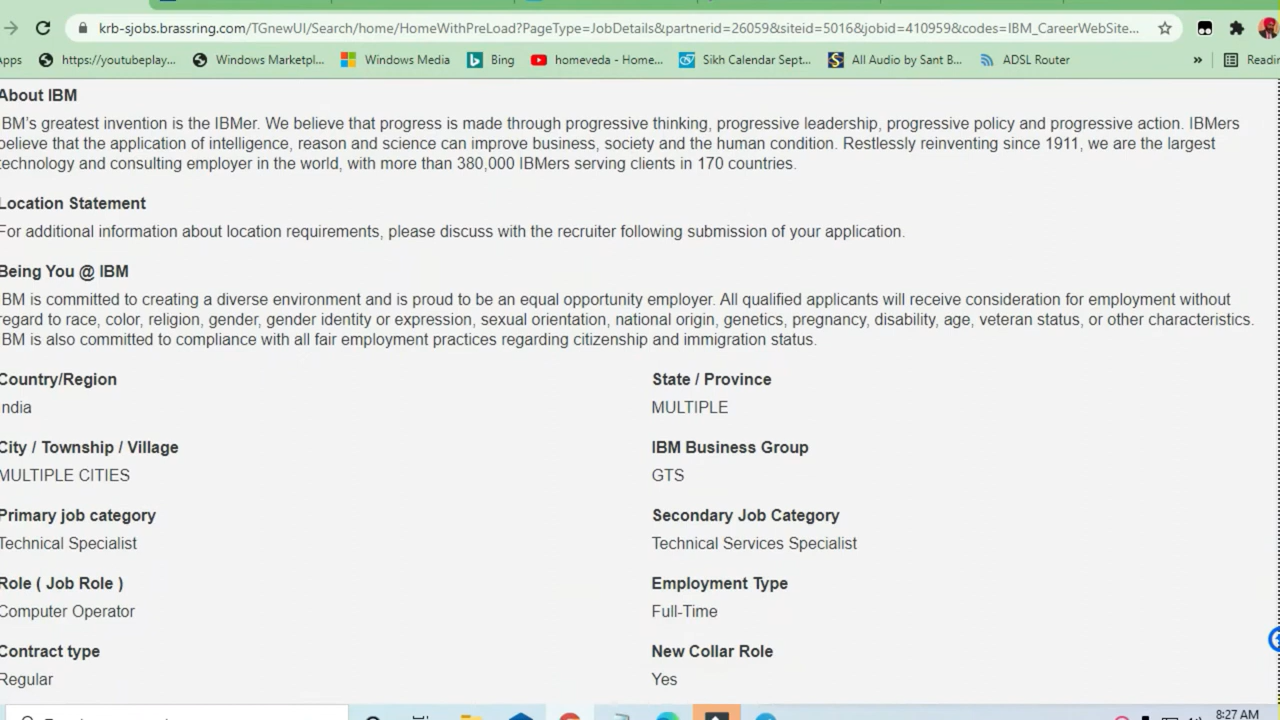 krb-sjobs.brassring.com/TGnewUI/Search/home/HomeWithPreLoad?PageType=JobDetails&partnerid=26059&siteid=5016&jobid=410959&codes=IBM_CareerWebSite...
pps https://youtubeplay... Windows Marketpl... Windows Media Bing homeveda - Home... Sikh Calendar Sept... All Audio by Sant B... ADSL Router » Readin
About IBM
BM's greatest invention is the IBMer. We believe that progress is made through progressive thinking, progressive leadership, progressive policy and progressive action. IBMers
believe that the application of intelligence, reason and science can improve business, society and the human condition. Restlessly reinventing since 1911, we are the largest
technology and consulting employer in the world, with more than 380,000 IBMers serving clients in 170 countries.
Location Statement
For additional information about location requirements, please discuss with the recruiter following submission of your application.
Being You @ IBM
BM is committed to creating a diverse environment and is proud to be an equal opportunity employer. All qualified applicants will receive consideration for employment without
regard to race, color, religion, gender, gender identity or expression, sexual orientation, national origin, genetics, pregnancy, disability, age, veteran status, or other characteristics.
BM is also committed to compliance with all fair employment practices regarding citizenship and immigration status.
Country/Region State / Province
ndia MULTIPLE
City / Township / Village IBM Business Group
MULTIPLE CITIES GTS
Primary job category Secondary Job Category
Technical Specialist Technical Services Specialist
Role ( Job Role ) Employment Type
Computer Operator Full-Time
Contract type New Collar Role
Regular Yes
8:27 AM